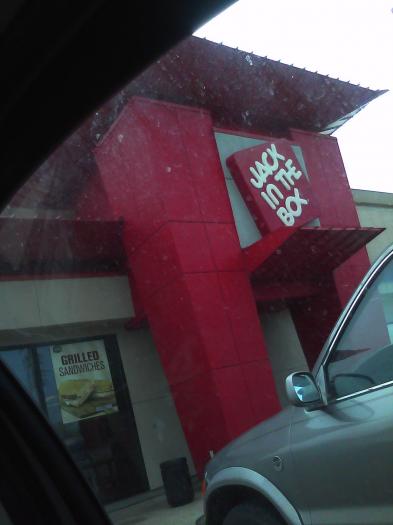 JACK
IN THE
BOX
GRILLED
SANDWICHES